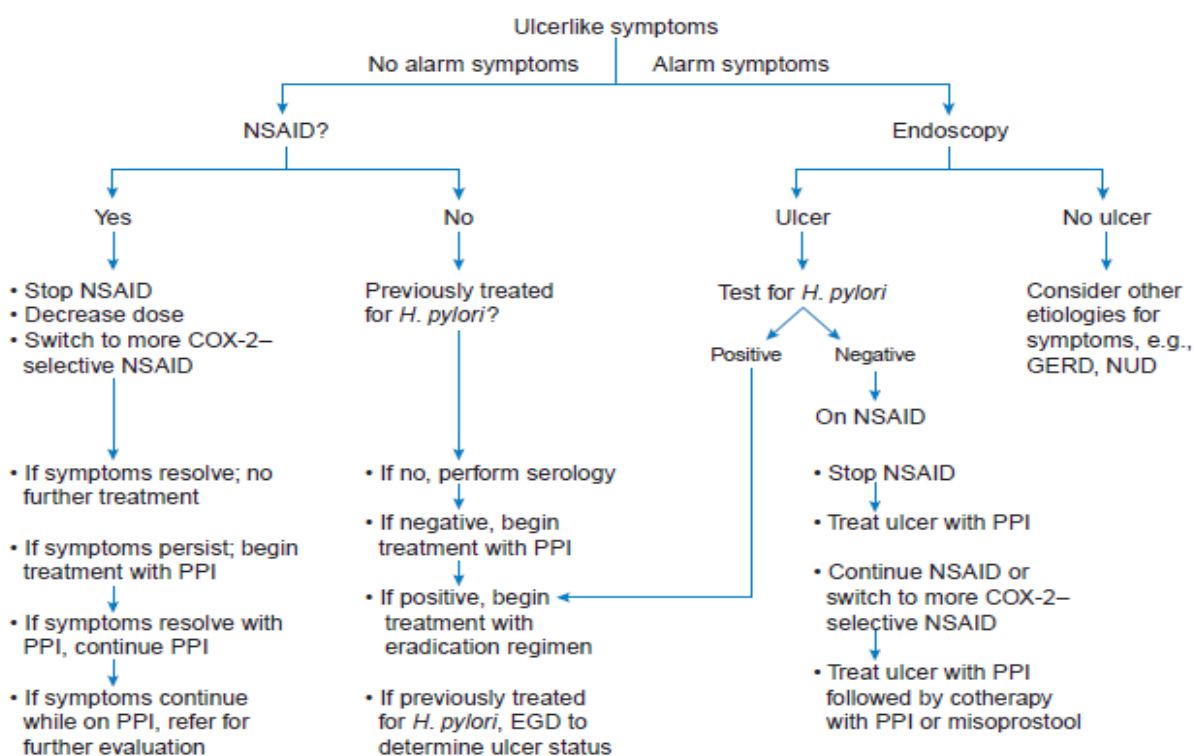 Ulcerlike symptoms
No alarm symptoms
Alarm symptoms
NSAID?
Endoscopy
Yes
No
Ulcer
No ulcer
• Stop NSAID
• Decrease dose
• Switch to more COX-2–
selective NSAID
Previously treated
for H. pylori?
Test for H. pylori
Consider other
etiologies for
symptoms, e.g.,
GERD, NUD
Positive
Negative
On NSAID
• If symptoms resolve; no
further treatment
• If symptoms persist; begin
treatment with PPI
• If symptoms resolve with
PPI, continue PPI
• If symptoms continue
while on PPI, refer for
further evaluation
• If no, perform serology
• If negative, begin
treatment with PPI
• If positive, begin
treatment with
eradication regimen
• If previously treated
for H. pylori, EGD to
determine ulcer status
• Stop NSAID
• Treat ulcer with PPI
• Continue NSAID or
switch to more COX-2–
selective NSAID
• Treat ulcer with PPI
followed by cotherapy
with PPI or misoprostool